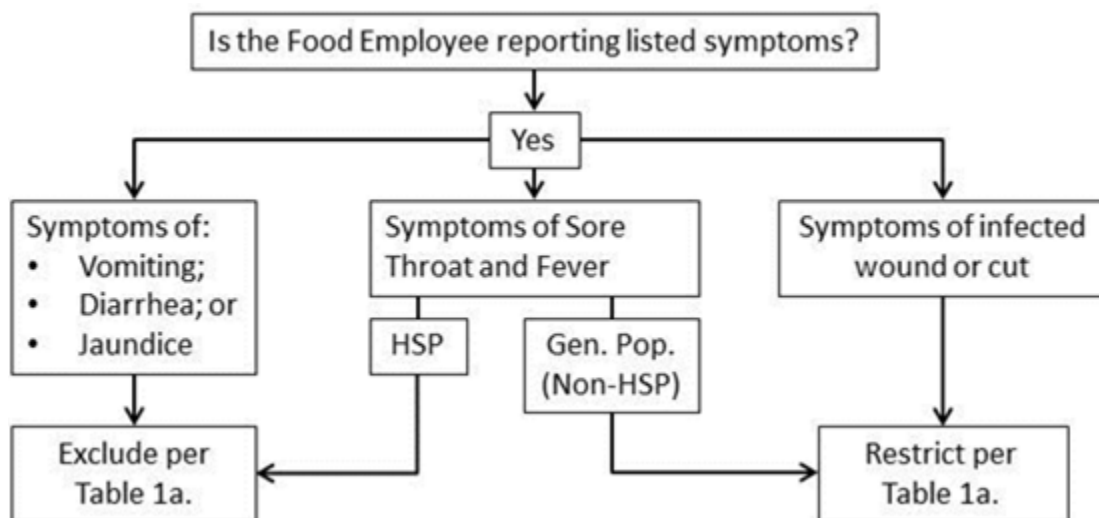 Is the Food Employee reporting listed symptoms?
Yes
Symptoms of:
• Vomiting;
• Diarrhea; or
• Jaundice
Symptoms of Sore
Throat and Fever
Symptoms of infected
wound or cut
HSP
Gen. Pop.
(Non-HSP)
Exclude per
Table 1a.
Restrict per
Table 1a.